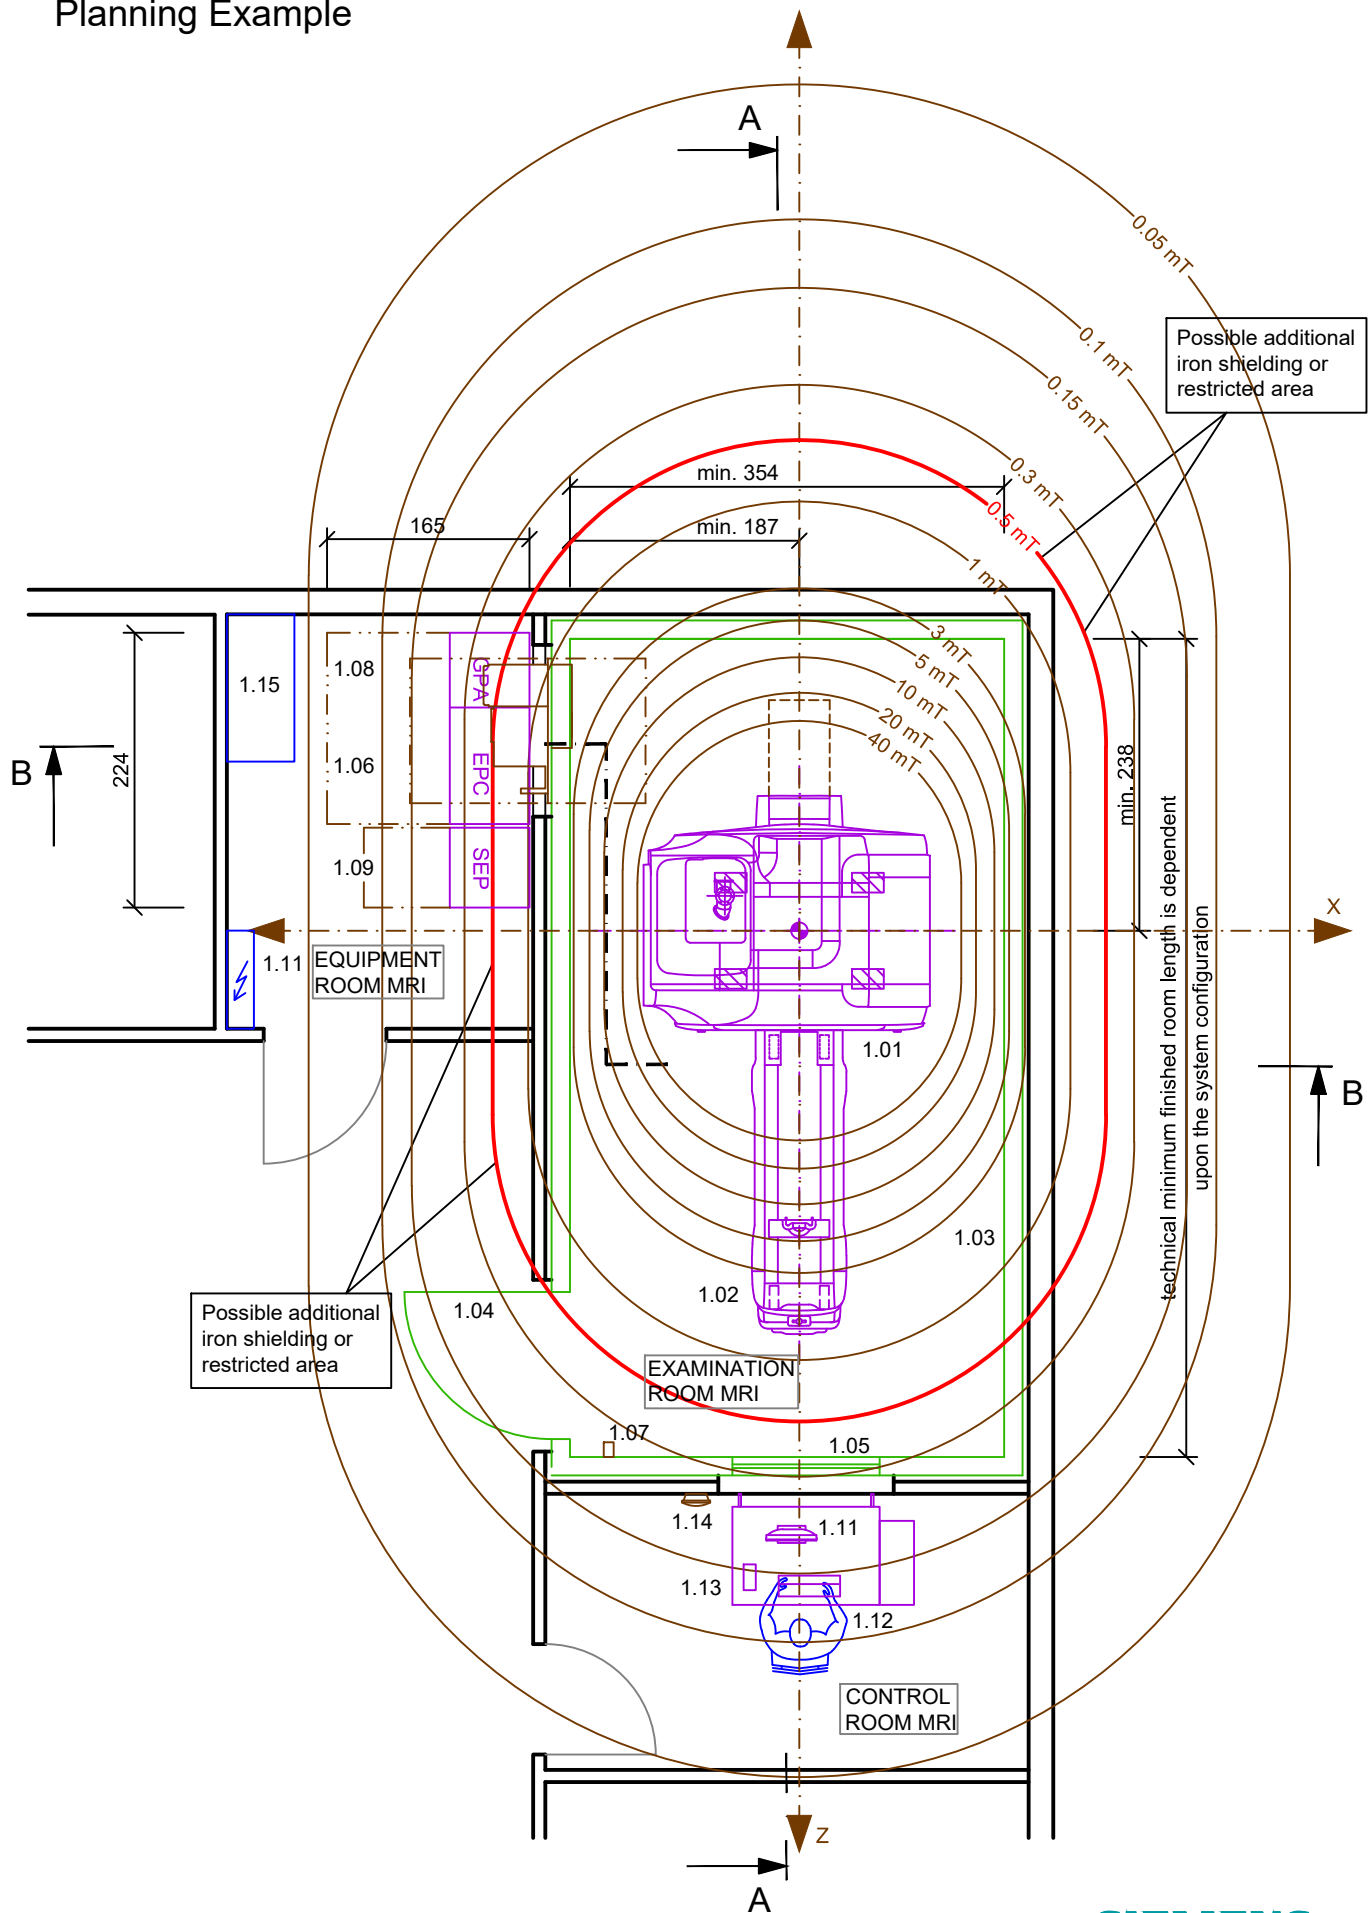 Planning Example
A
0.05 mT
0.1 mT
0.15 mT
0.3 mT
0.5 mT
1 mT
3 mT
5 mT
10 mT
20 mT
40 mT
Possible additional
iron shielding or
restricted area
min. 354
165
min. 187
1.15
1.08
GPA
1.06
EPC
1.09
SEP
224
B
min. 238
technical minimum finished room length is dependent
upon the system configuration
X
1.11
EQUIPMENT
ROOM MRI
1.01
B
1.03
1.02
1.04
Possible additional
iron shielding or
restricted area
EXAMINATION
ROOM MRI
1.07
1.05
1.14
1.11
1.13
1.12
CONTROL
ROOM MRI
Z
A
SIEMENS